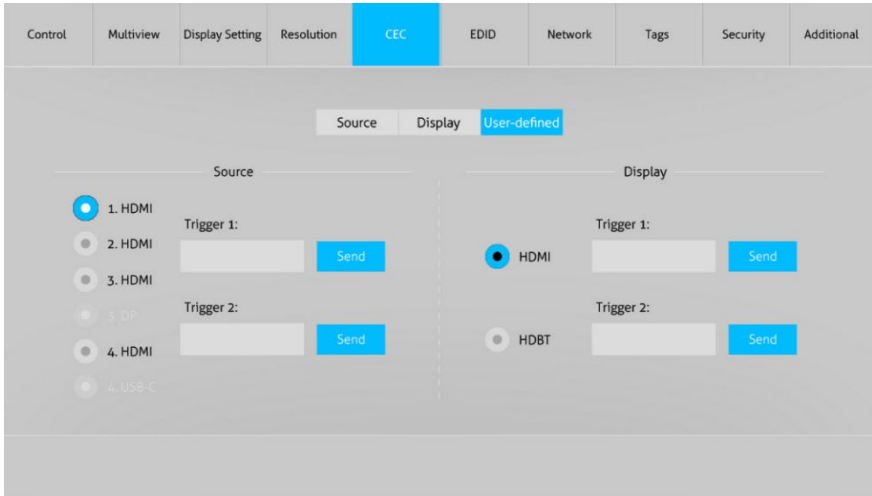 Control Multiview Display Setting Resolution CEC EDID Network Tags Security Additional
Source Display User-defined
Source
1. HDMI
2. HDMI
3. HDMI
3. DP
4. HDMI
4. USB-C
Trigger 1:
Send
Trigger 2:
Send
Display
HDMI
HDBT
Trigger 1:
Send
Trigger 2:
Send